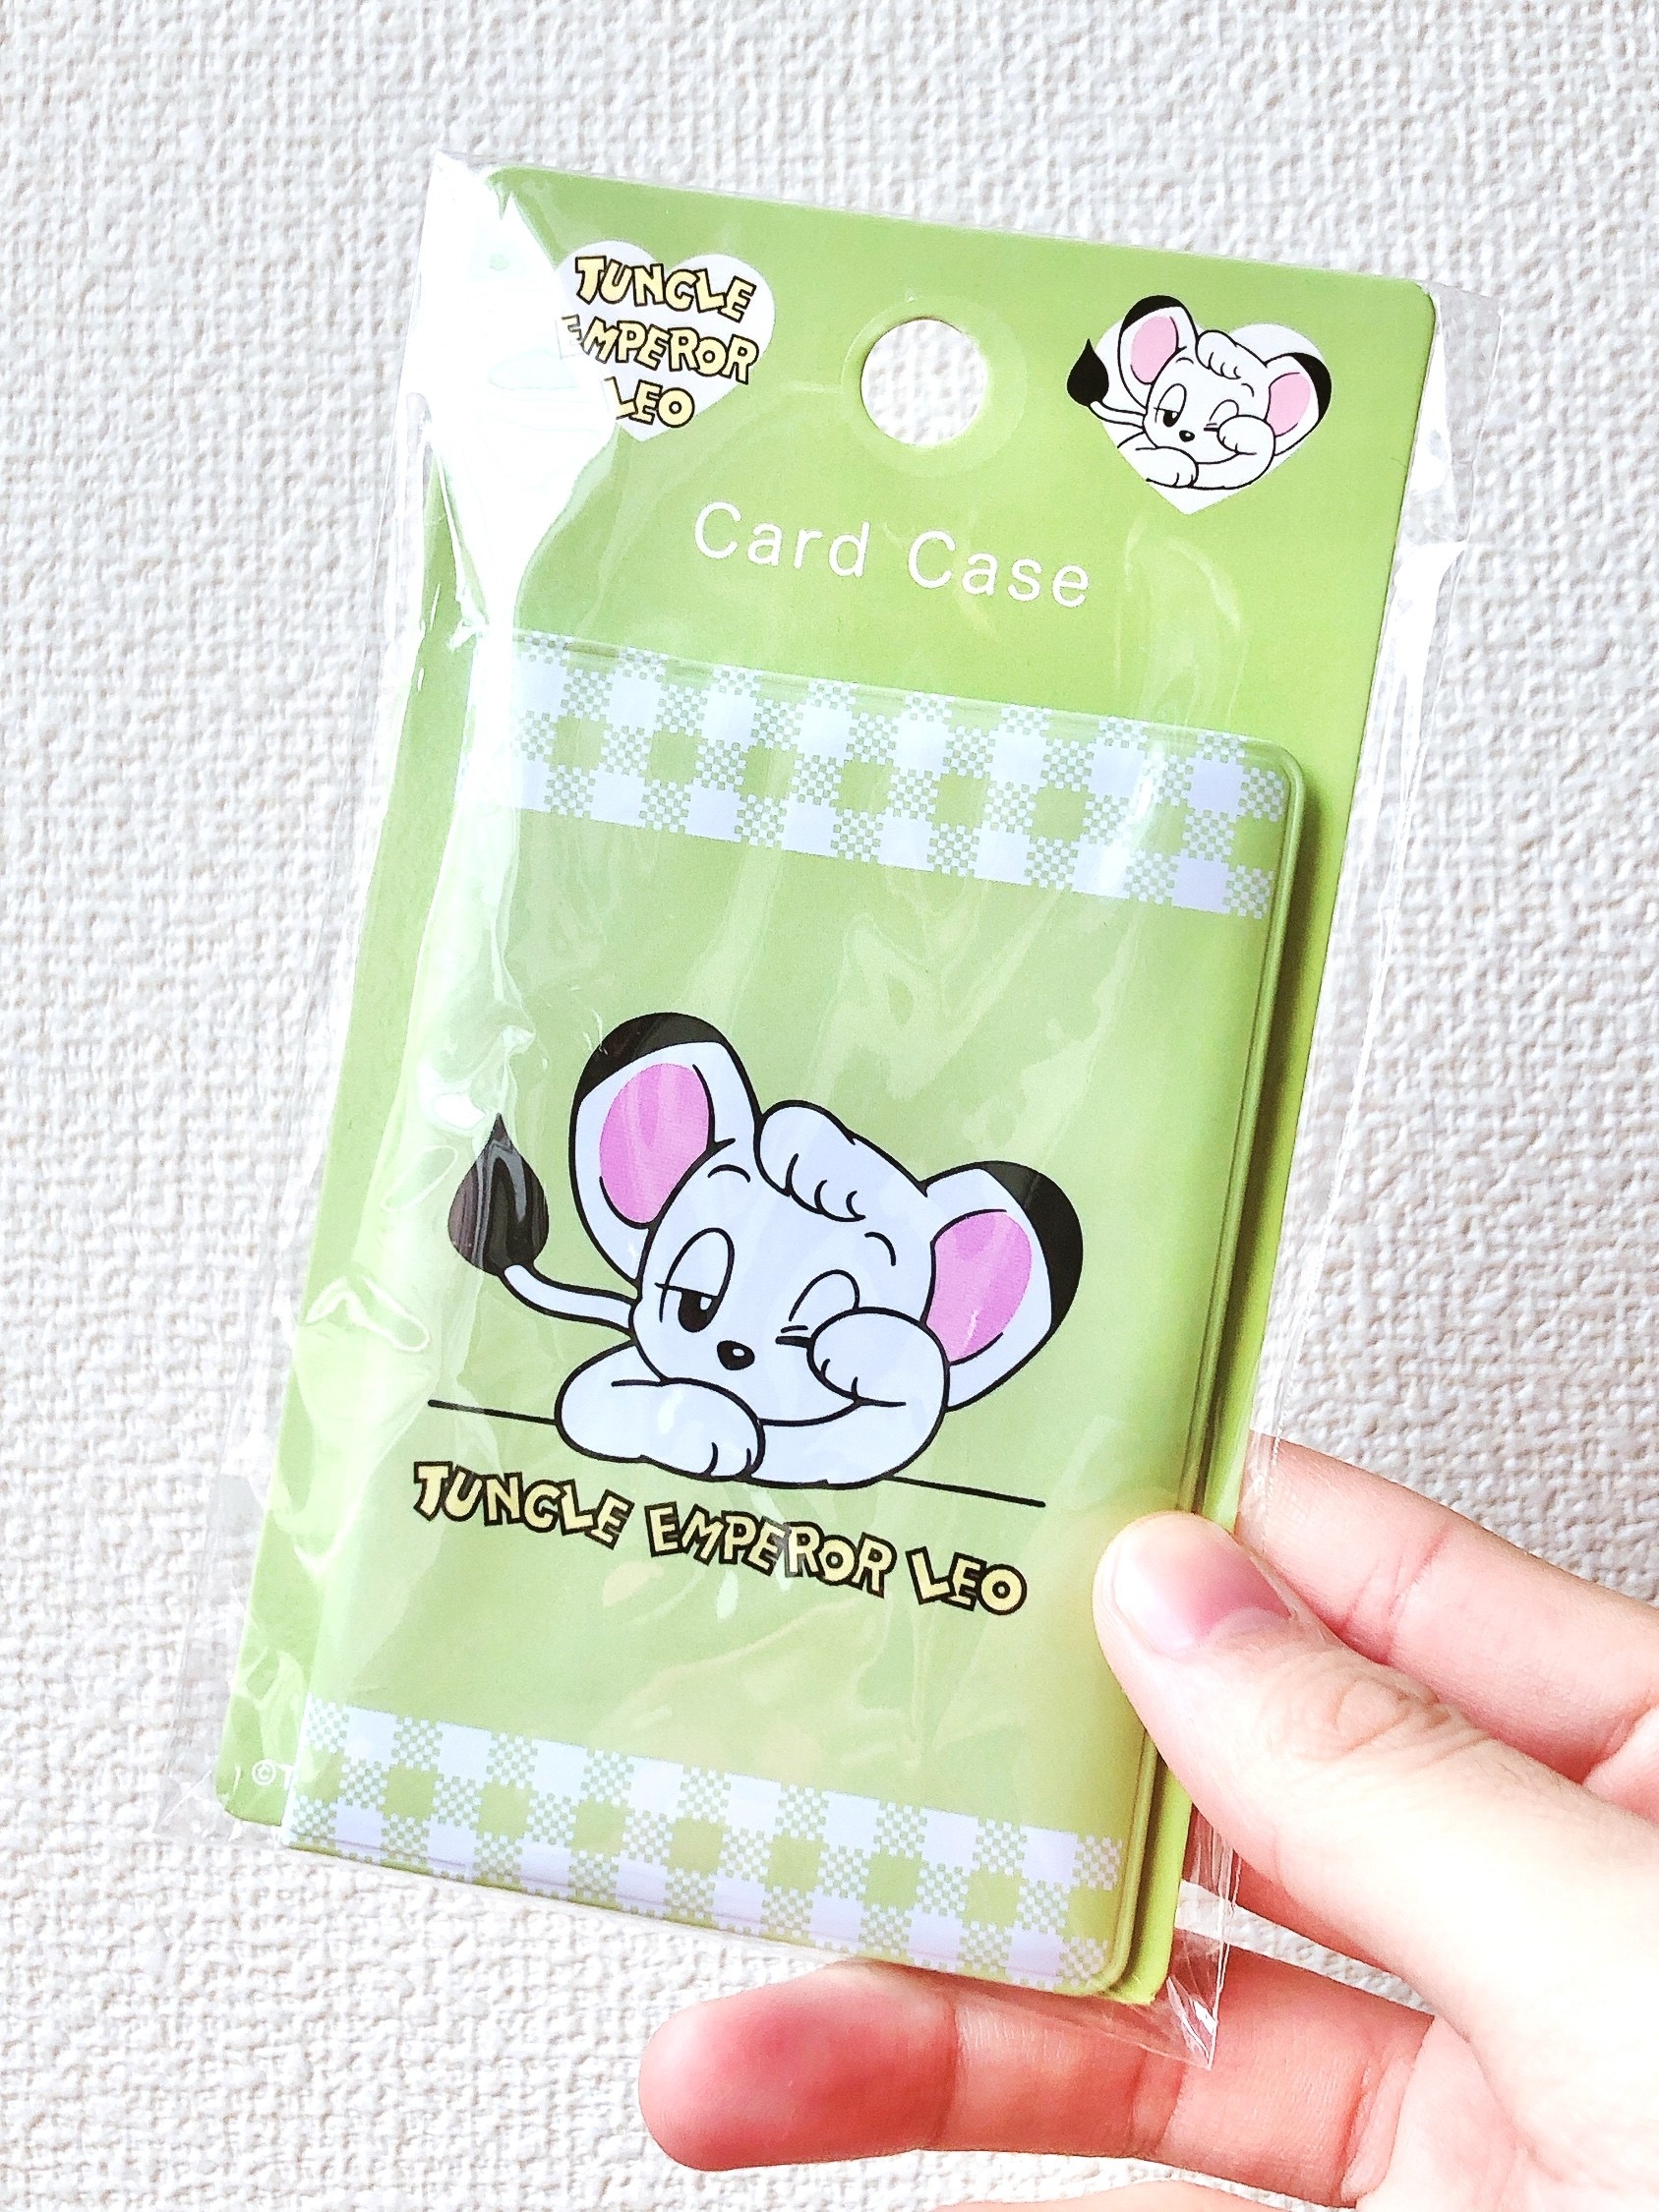 TUNGLE
EMPEROR
LEO
Card Case
TUNGLE EMPEROR LEO
©T